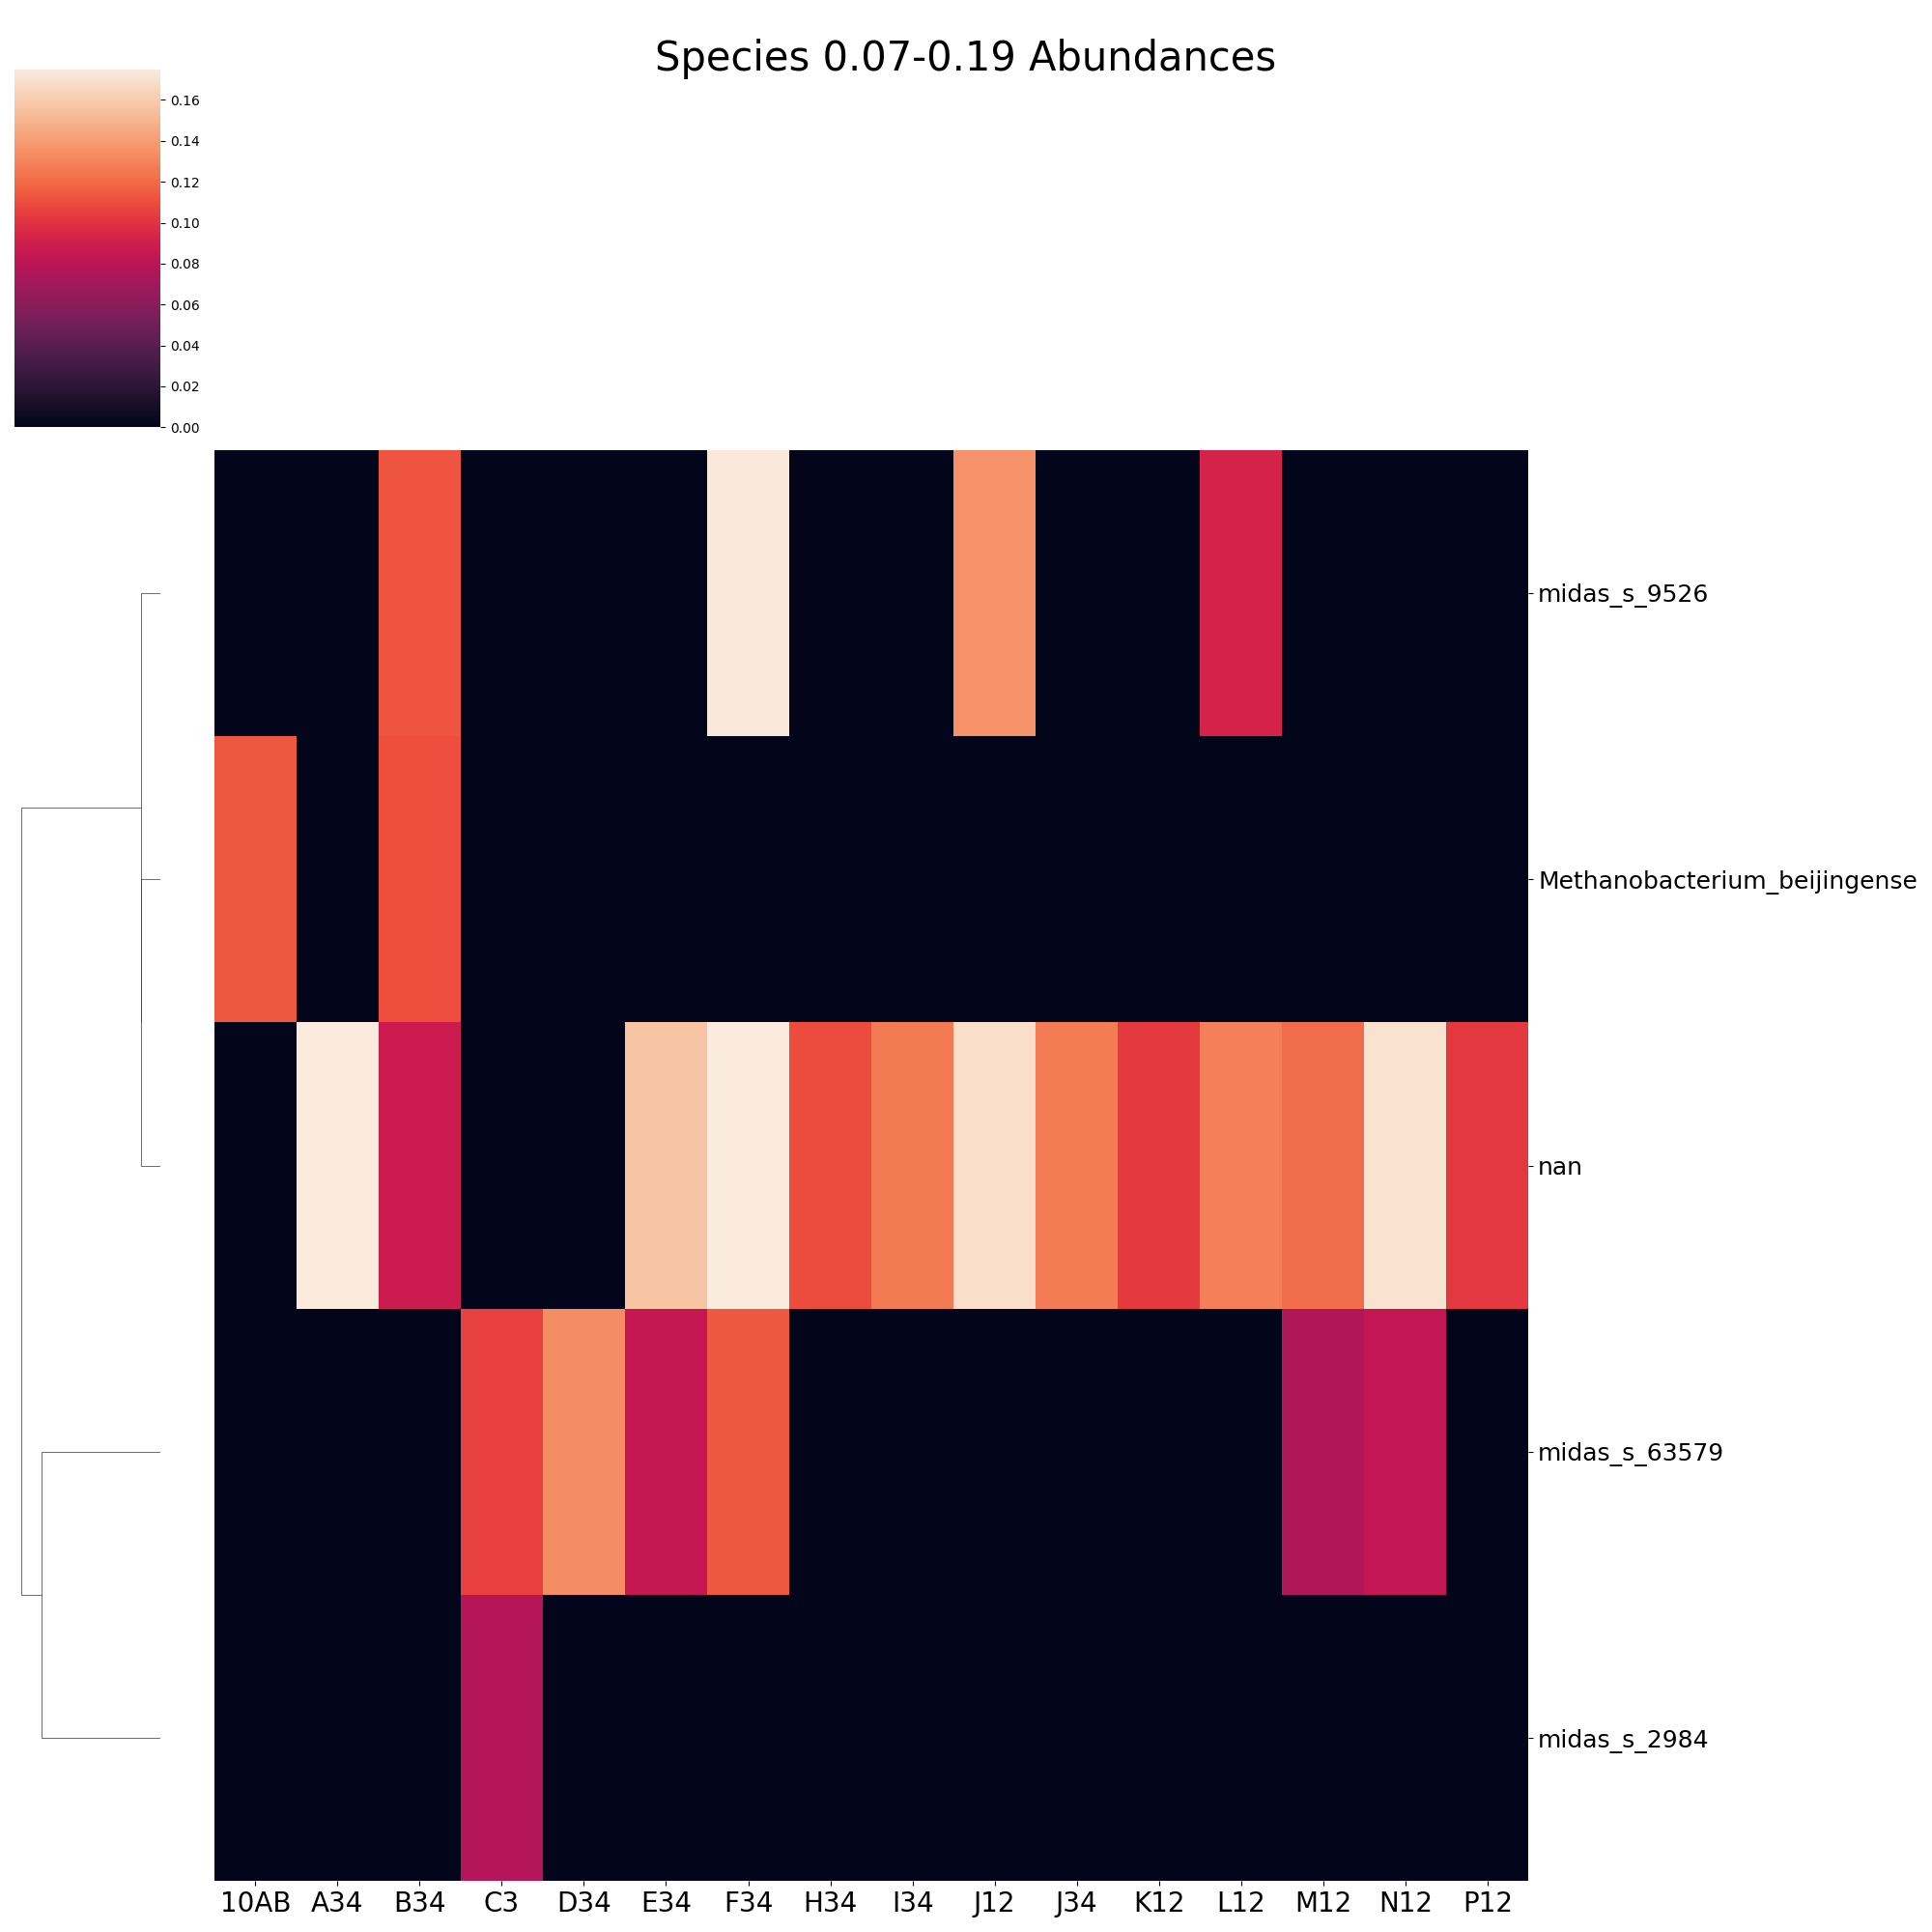 Species 0.07-0.19 Abundances
0.16
0.14
0.12
0.10
0.08
0.06
0.04
0.02
0.00
midas_s_9526
Methanobacterium_beijingense
nan
midas_s_63579
midas_s_2984
10AB A34 B34 C3 D34 E34 F34 H34 I34 J12 J34 K12 L12 M12 N12 P12